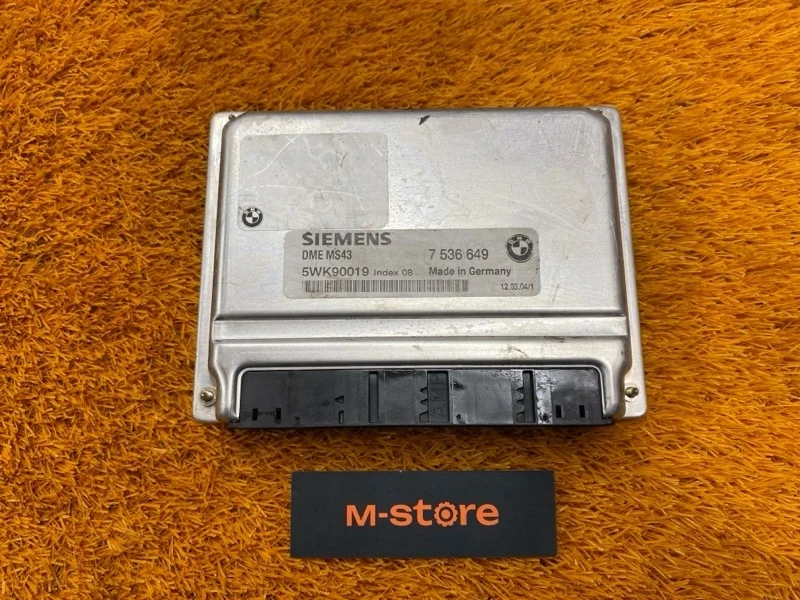 SIEMENS
DME MS43
7 536 649
5WK90019 Index 08
Made in Germany
12.03.04/1
M-store